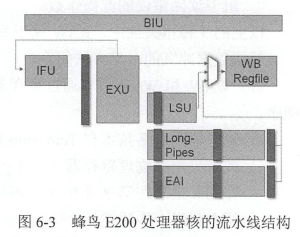 BIU
IFU
EXU
WB
Regfile
LSU
Long-
Pipes
EAI
图 6-3 蜂鸟 E200 处理器核的流水线结构